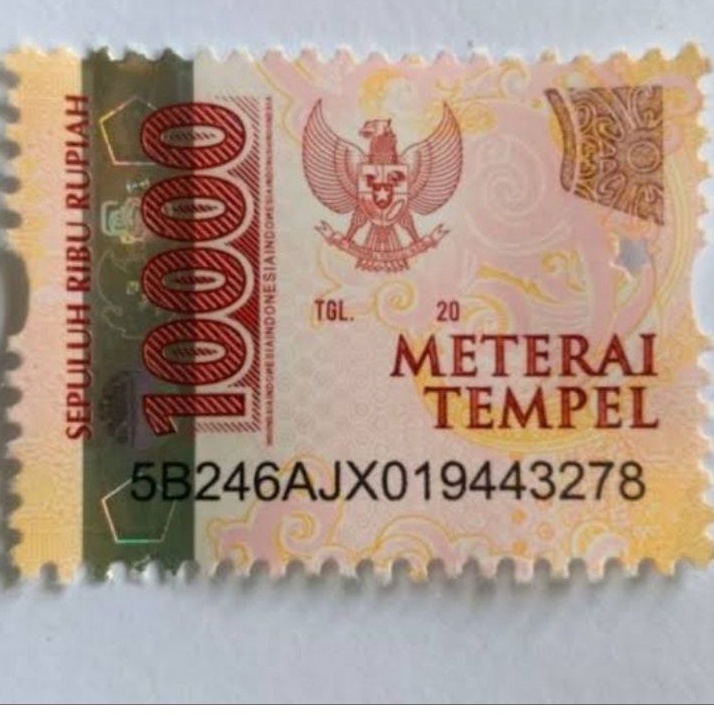 SEPULUH RIBU RUPIAH
10000
TGL. 20
METERAI
TEMPEL
5B246AJX019443278